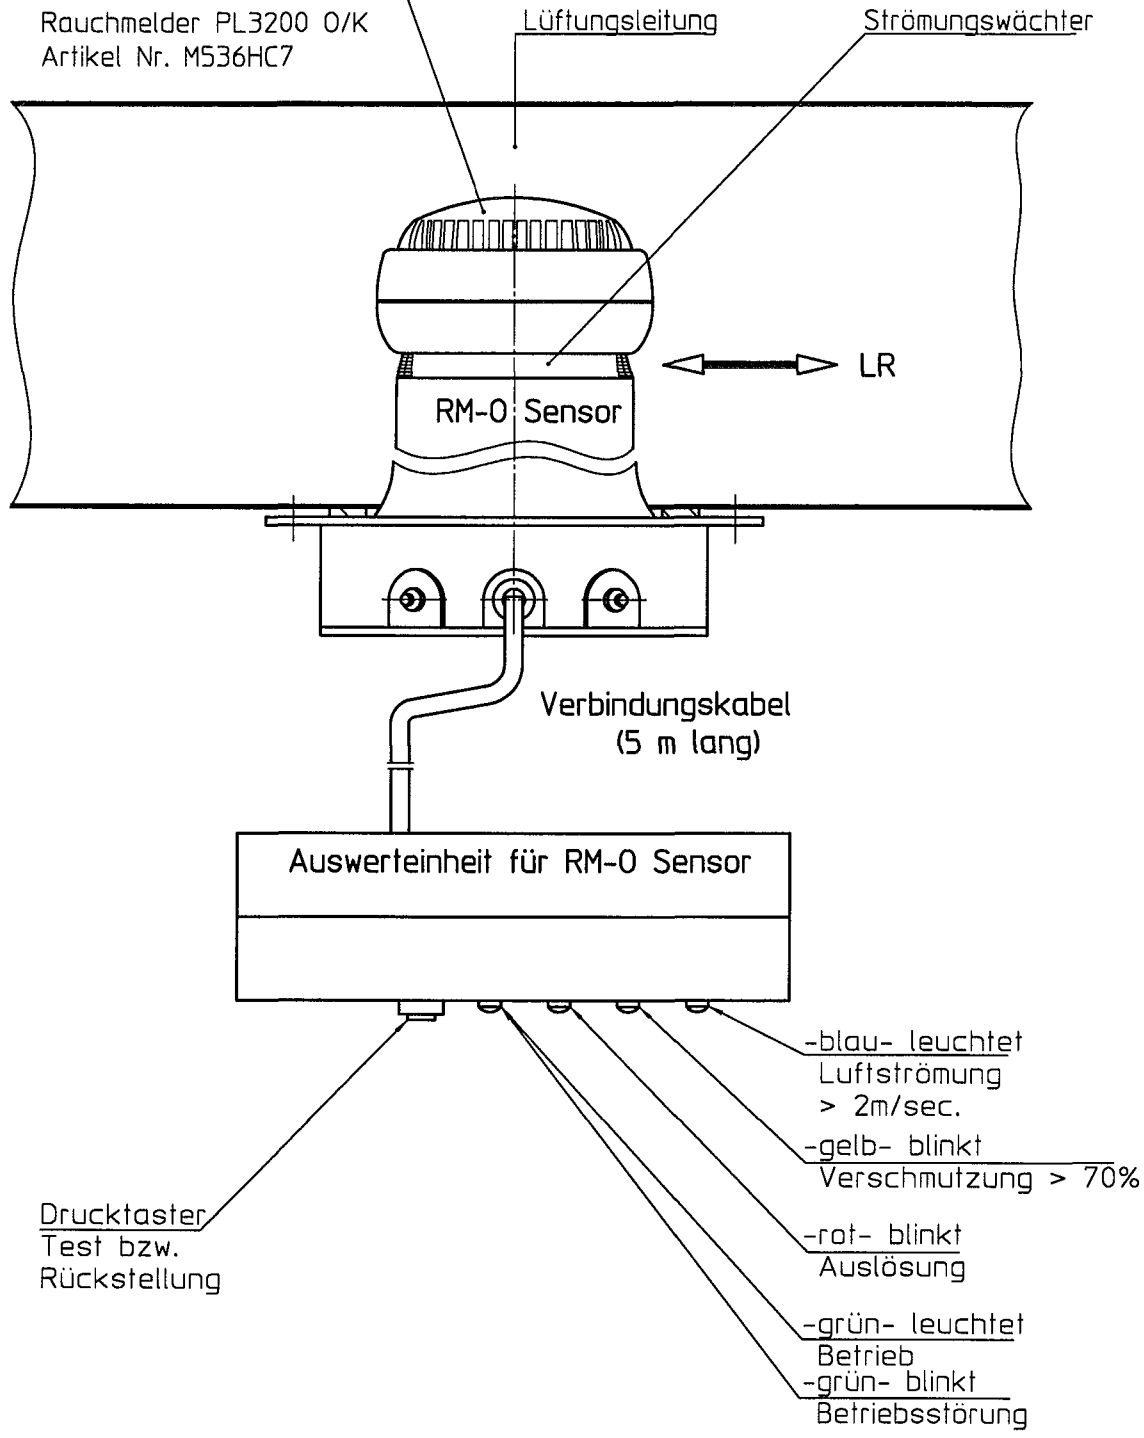 Rauchmelder PL3200 O/K
Artikel Nr. M536HC7
Lüftungsleitung
Strömungswächter
LR
RM-O Sensor
Verbindungskabel
(5 m lang)
Auswerteinheit für RM-O Sensor
-blau- leuchtet
Luftströmung
> 2m/sec.
-gelb- blinkt
Verschmutzung > 70%
Drucktaster
Test bzw.
Rückstellung
-rot- blinkt
Auslösung
-grün- leuchtet
Betrieb
-grün- blinkt
Betriebsstörung